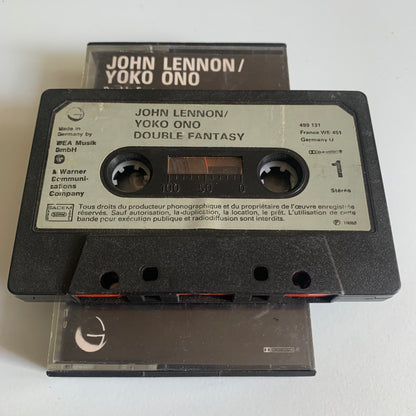 JOHN LENNON/
YOKO ONO
JOHN LENNON/
YOKO ONO
DOUBLE FANTASY
Made in
Germany by
WEA Musik
GmbH
A Warner
Communi-
sations
Company
499 131
France WE 451
Germany U
1
Stéréo
100 50 0
SACEM
Tous droits du producteur phonographique et du propriétaire de l'œuvre enregistrée
réservés. Sauf autorisation, la duplication, la location, le prêt. L'utilisation de cette
bande pour exécution publique et radiodiffusion sont interdits.